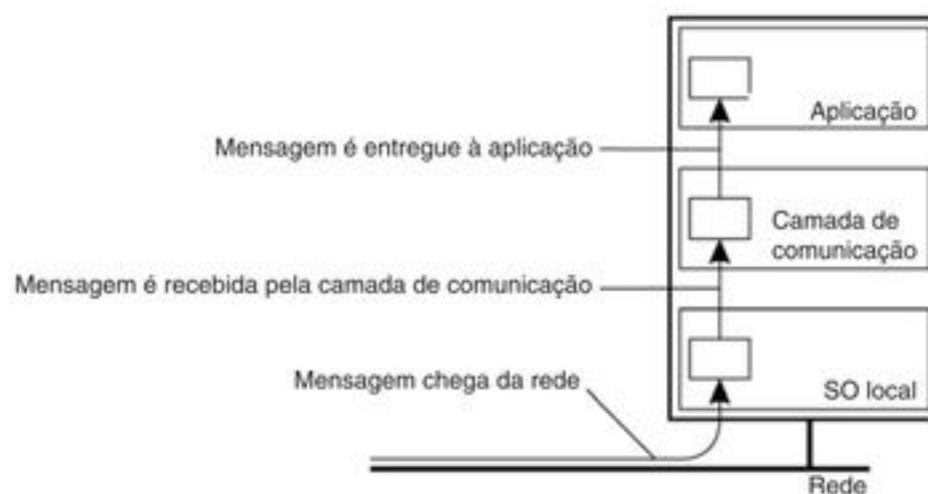 Aplicação
Mensagem é entregue à aplicação
Camada de
comunicação
Mensagem é recebida pela camada de comunicação
Mensagem chega da rede
SO local
Rede